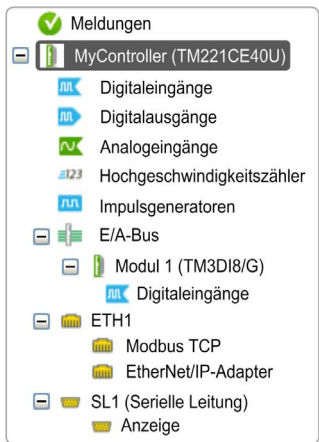 Meldungen
MyController (TM221CE40U)
Digitaleingänge
Digitalausgänge
Analogeingänge
123 Hochgeschwindigkeitszähler
Impulsgeneratoren
E/A-Bus
Modul 1 (TM3DI8/G)
Digitaleingänge
ETH1
Modbus TCP
EtherNet/IP-Adapter
SL1 (Serielle Leitung)
Anzeige